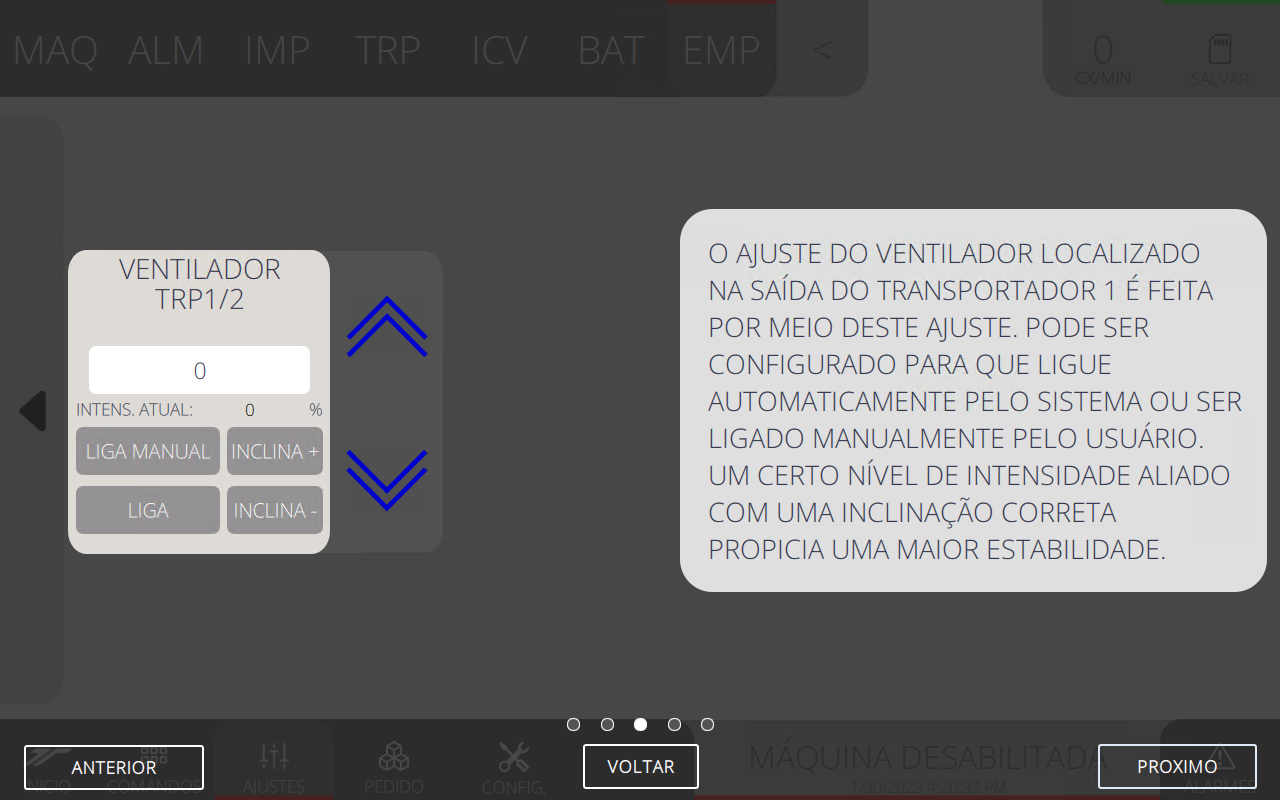 MAQ ALM IMP TRP ICV BAT EMP <
0
CX/MIN
SALVAR
VENTILADOR
TRP1/2
0
INTENS. ATUAL: 0 %
LIGA MANUAL INCLINA +
LIGA INCLINA -
O AJUSTE DO VENTILADOR LOCALIZADO
NA SAÍDA DO TRANSPORTADOR 1 É FEITA
POR MEIO DESTE AJUSTE. PODE SER
CONFIGURADO PARA QUE LIGUE
AUTOMATICAMENTE PELO SISTEMA OU SER
LIGADO MANUALMENTE PELO USUÁRIO.
UM CERTO NÍVEL DE INTENSIDADE ALIADO
COM UMA INCLINAÇÃO CORRETA
PROPICIA UMA MAIOR ESTABILIDADE.
ANTERIOR
VOLTAR
PROXIMO
INICIO
COMANDOS
AJUSTES
PEDIDO
CONFIG.
MÁQUINA DESABILITADA
1/30/2023 4:20:33 PM
ALARMES